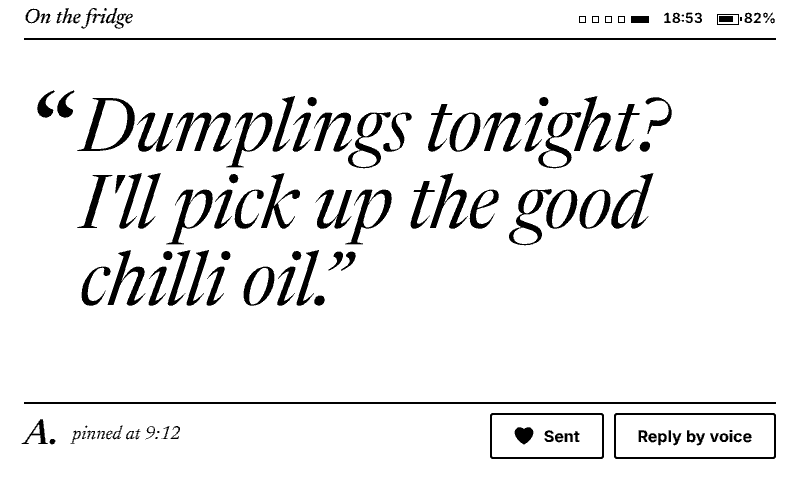 On the fridge
18:53
82%
“Dumplings tonight?
I'll pick up the good
chilli oil.”
A. pinned at 9:12
Sent
Reply by voice